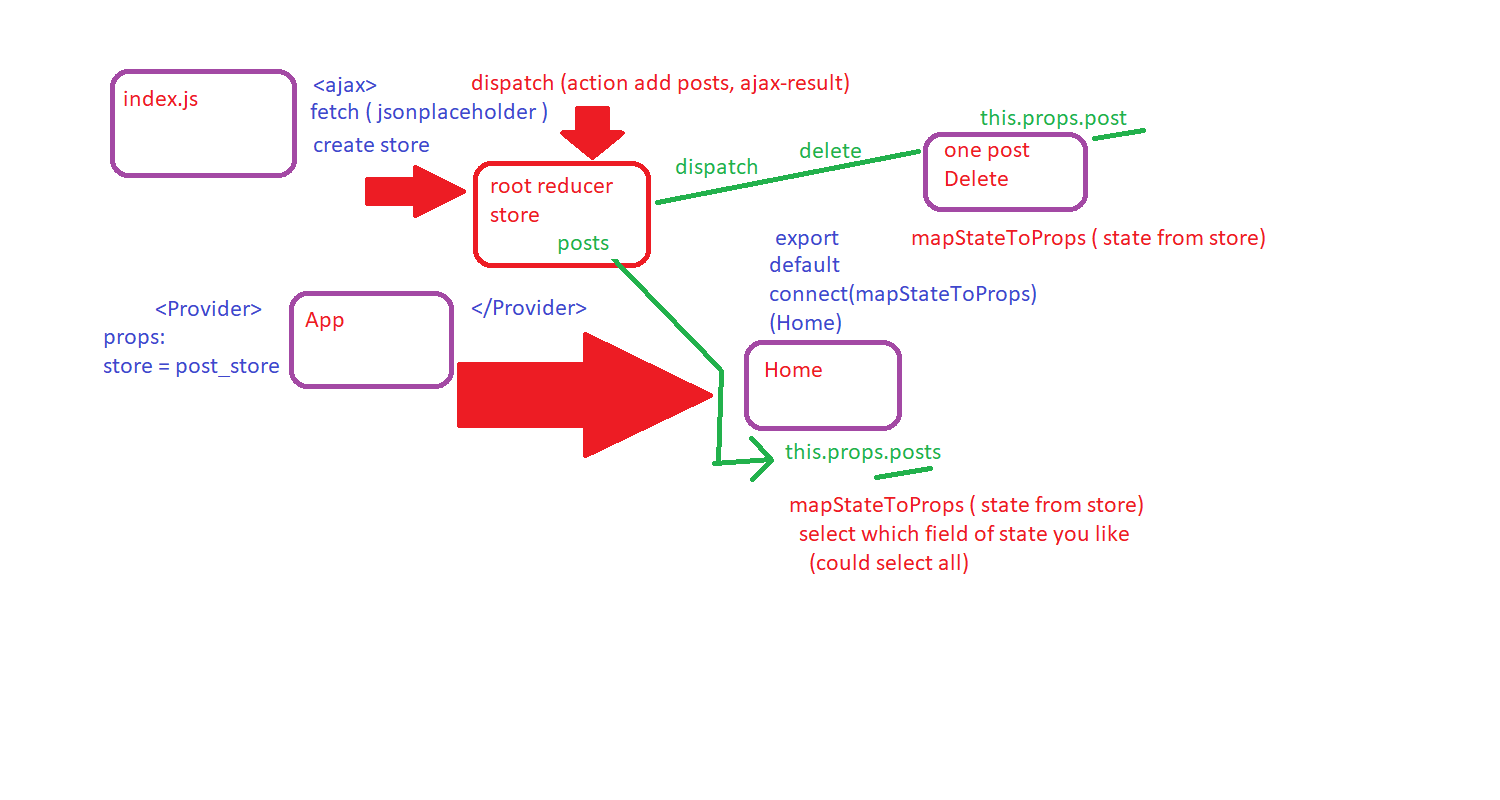 index.js
<ajax>
fetch ( jsonplaceholder )
create store
dispatch (action add posts, ajax-result)
root reducer
store
posts
dispatch
delete
this.props.post
one post
Delete
mapStateToProps ( state from store)
export
default
connect(mapStateToProps)
(Home)
<Provider>
props:
store = post_store
App
</Provider>
Home
this.props.posts
mapStateToProps ( state from store)
select which field of state you like
(could select all)